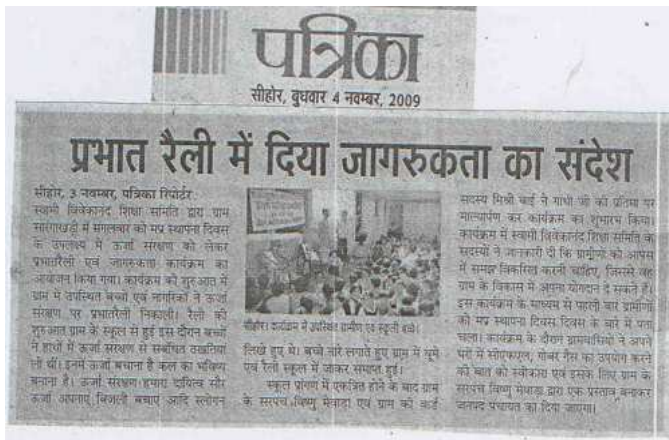 पत्रिका
सीहोर, बुधवार 4 नवम्बर, 2009
प्रभात रैली में दिया जागरुकता का संदेश
सीहोर, 3 नवम्बर, पत्रिका रिपोर्टर
स्वामी विवेकानंद शिक्षा समिति द्वारा ग्राम
सारंगाखेड़ी में मंगलवार को मप्र स्थापना दिवस
के उपलक्ष्य में ऊर्जा संरक्षण को लेकर
प्रभातरैली एवं जागरुकता कार्यक्रम का
आयोजन किया गया। कार्यक्रम की शुरुआत में
ग्राम में उपस्थित बच्चों एवं नागरिकों ने ऊर्जा
संरक्षण पर प्रभातरैली निकाली। रैली की
शुरुआत ग्राम के स्कूल से हुई इस दौरान बच्चों
ने हाथों में ऊर्जा संरक्षण से संबंधित तख्तियां
ली थीं। इनमें ऊर्जा बचाना है कल का भविष्य
बनाना है। ऊर्जा संरक्षण हमारा दायित्व सौर
ऊर्जा अपनाएं बिजली बचाएं आदि स्लोगन
सीहोर। कार्यक्रम में उपस्थित ग्रामीण एवं स्कूली बच्चे।
लिखे हुए थे। बच्चे नारे लगाते हुए ग्राम में घूमे
एवं रैली स्कूल में जाकर समाप्त हुई।
स्कूल प्रांगण में एकत्रित होने के बाद ग्राम
के सरपंच विष्णु मेवाड़ा एवं ग्राम की वार्ड
सदस्य मिश्री बाई ने गांधी जी की प्रतिमा पर
माल्यार्पण कर कार्यक्रम का शुभारंभ किया।
कार्यक्रम में स्वामी विवेकानंद शिक्षा समिति के
सदस्यों ने जानकारी दी कि ग्रामीणों को आपस
में समझ विकसित करनी चाहिए, जिससे वह
ग्राम के विकास में अपना योगदान दे सकते हैं।
इस कार्यक्रम के माध्यम से पहली बार ग्रामीणों
को मप्र स्थापना दिवस दिवस के बारे में पता
चला। कार्यक्रम के दौरान ग्रामवासियों ने अपने
घरों में सीएफएल, गोबर गैस का उपयोग करने
की बात को स्वीकारा एवं इसके लिए ग्राम के
सरपंच विष्णु मेवाड़ा द्वारा एक प्रस्ताव बनाकर
जनपद पंचायत को दिया जाएगा।